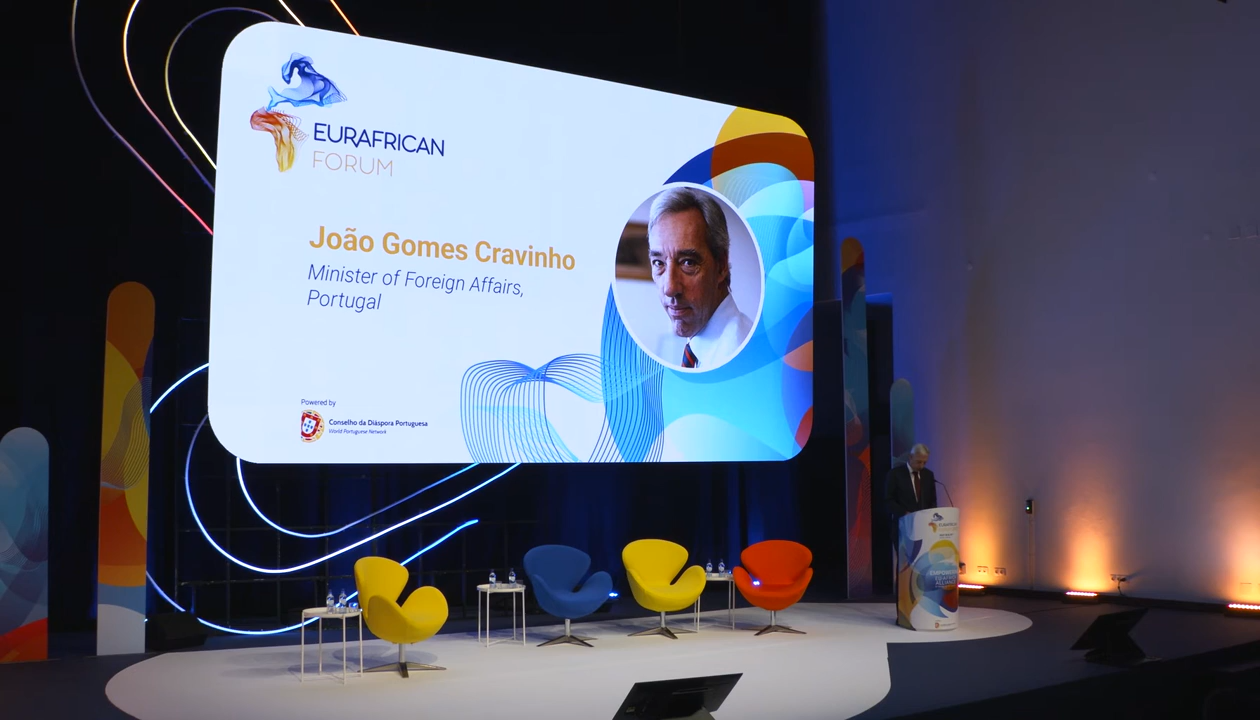 EURAFRICAN
FORUM
João Gomes Cravinho
Minister of Foreign Affairs,
Portugal
Powered by
Conselho da Diáspora Portuguesa
World Portuguese Network
EURAFRICAN